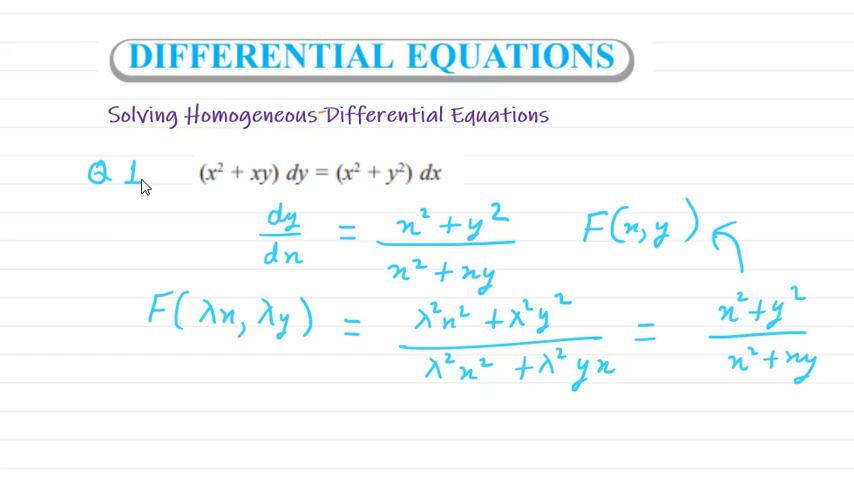 DIFFERENTIAL EQUATIONS
Solving Homogeneous Differential Equations
Q 1 (x² + xy) dy = (x² + y²) dx
dy/dx = (x² + y²)/(x² + xy) F(x, y)
F(λx, λy) = (λ²x² + λ²y²)/(λ²x² + λ²yx) = (x² + y²)/(x² + xy)